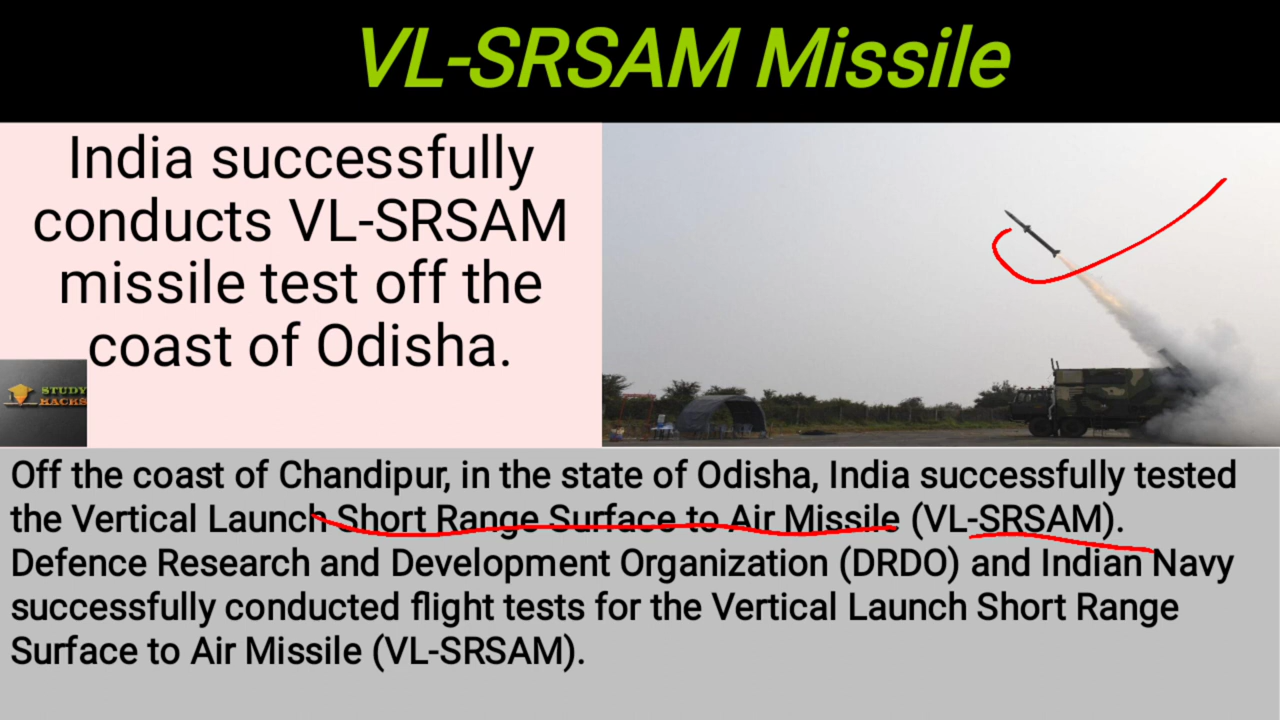 VL-SRSAM Missile
India successfully
conducts VL-SRSAM
missile test off the
coast of Odisha.
STUDY
HACKS
Off the coast of Chandipur, in the state of Odisha, India successfully tested
the Vertical Launch Short Range Surface to Air Missile (VL-SRSAM).
Defence Research and Development Organization (DRDO) and Indian Navy
successfully conducted flight tests for the Vertical Launch Short Range
Surface to Air Missile (VL-SRSAM).